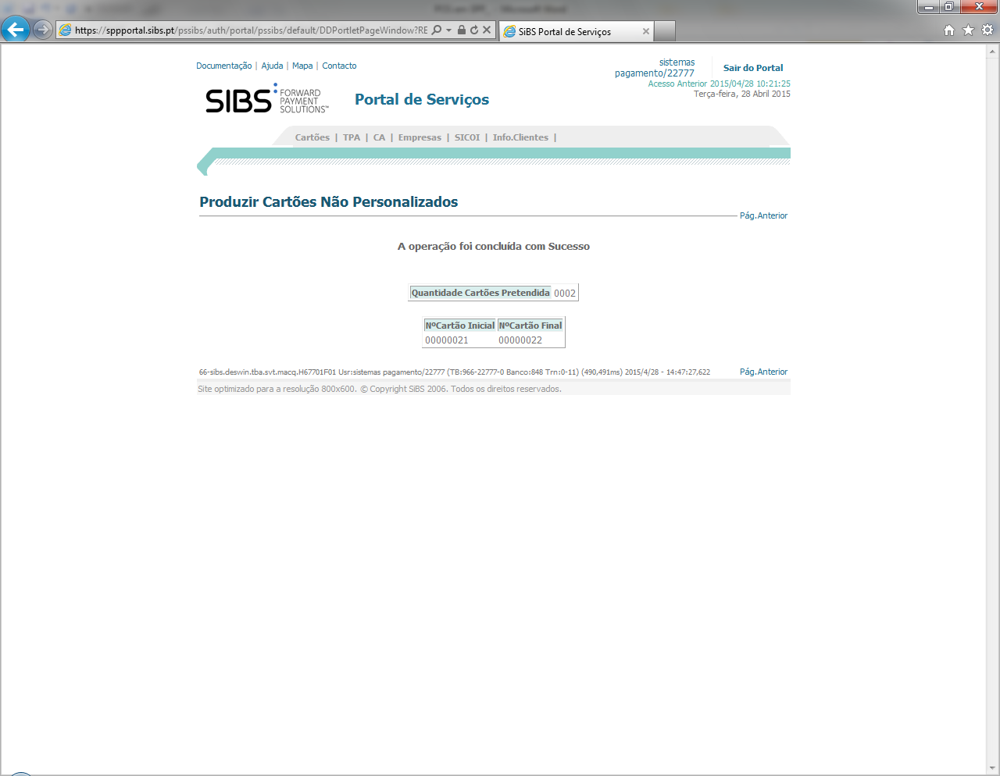 https://sppportal.sibs.pt/pssibs/auth/portal/pssibs/default/DDPortletPageWindow?RE
SiBS Portal de Serviços
Documentação | Ajuda | Mapa | Contacto
sistemas
pagamento/22777
Sair do Portal
Acesso Anterior 2015/04/28 10:21:25
Terça-feira, 28 Abril 2015
SIBS FORWARD
PAYMENT
SOLUTIONS™
Portal de Serviços
Cartões | TPA | CA | Empresas | SICOI | Info.Clientes |
Produzir Cartões Não Personalizados
Pág.Anterior
A operação foi concluída com Sucesso
Quantidade Cartões Pretendida 0002
NºCartão Inicial NºCartão Final
00000021 00000022
66-sibs.deswin.tba.svt.macq.H67701F01 Usr:sistemas pagamento/22777 (TB:966-22777-0 Banco:848 Trn:0-11) (490,491ms) 2015/4/28 - 14:47:27,622
Pág.Anterior
Site optimizado para a resolução 800x600. © Copyright SiBS 2006. Todos os direitos reservados.